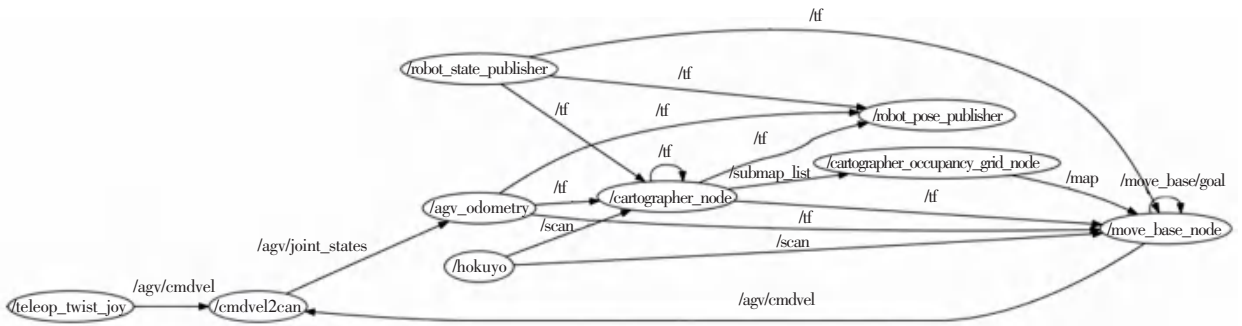 /tf
/robot_state_publisher
/tf
/tf
/tf
/robot_pose_publisher
/tf
/tf
/submap_list
/cartographer_occupancy_grid_node
/map
/move_base/goal
/tf
/cartographer_node
/tf
/agv_odometry
/tf
/scan
/scan
/move_base_node
/agv/joint_states
/hokuyo
/agv/cmdvel
/agv/cmdvel
/teleop_twist_joy
/cmdvel2can